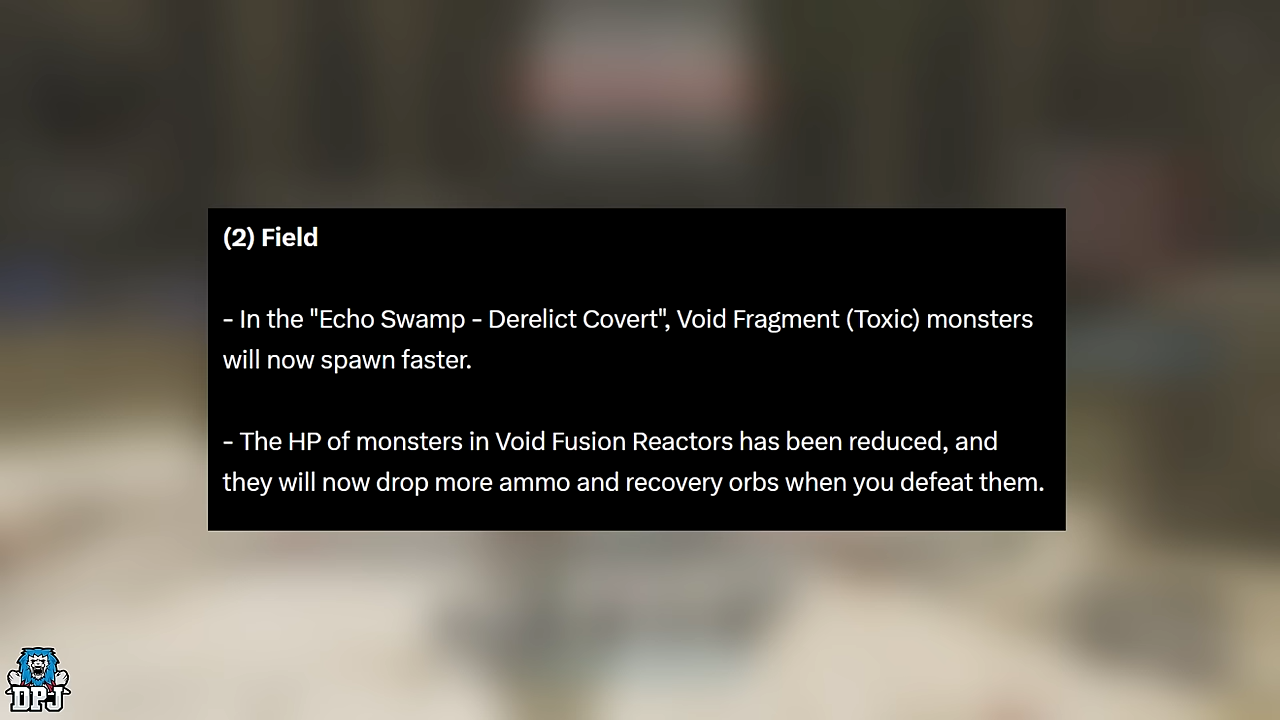 (2) Field
- In the "Echo Swamp - Derelict Covert", Void Fragment (Toxic) monsters
will now spawn faster.
- The HP of monsters in Void Fusion Reactors has been reduced, and
they will now drop more ammo and recovery orbs when you defeat them.
DPJ